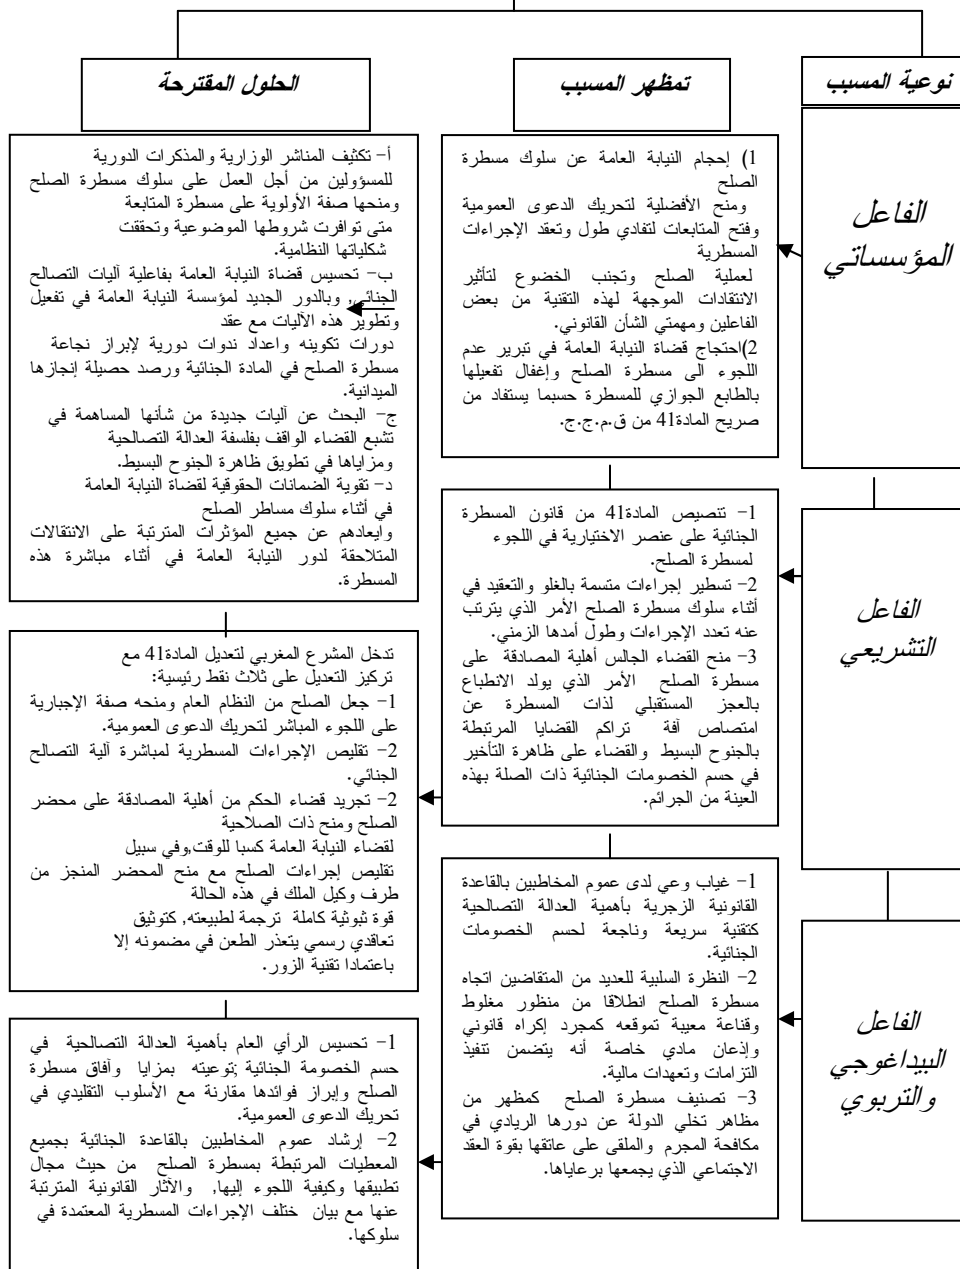 نوعية المسبب
تمظهر المسبب
الحلول المقترحة
الفاعل
المؤسساتي
1) إحجام النيابة العامة عن سلوك مسطرة
الصلح
ومنح الأفضلية لتحريك الدعوى العمومية
وفتح المتابعات لتفادي طول وتعقد الإجراءات
المسطرية
لعملية الصلح وتجنب الخضوع لتأثير
الانتقادات الموجهة لهذه التقنية من بعض
الفاعلين ومهمتي الشأن القانوني.
2)احتجاج قضاة النيابة العامة في تبرير عدم
اللجوء الى مسطرة الصلح وإغفال تفعيلها
بالطابع الجوازي للمسطرة حسبما يستفاد من
صريح المادة41 من ق.م.ج.ج.
أ– تكثيف المناشر الوزارية والمذكرات الدورية
للمسؤولين من أجل العمل على سلوك مسطرة الصلح
ومنحها صفة الأولوية على مسطرة المتابعة
متى توافرت شروطها الموضوعية وتحققت
شكلياتها النظامية.
ب– تحسيس قضاة النيابة العامة بفاعلية آليات التصالح
الجنائي, وبالدور الجديد لمؤسسة النيابة العامة في تفعيل
وتطوير هذه الآليات مع عقد
دورات تكوينه واعداد ندوات دورية لإبراز نجاعة
مسطرة الصلح في المادة الجنائية ورصد حصيلة إنجازها
الميدانية.
ج– البحث عن آليات جديدة من شأنها المساهمة في
تشبع القضاء الواقف بفلسفة العدالة التصالحية
ومزاياها في تطويق ظاهرة الجنوح البسيط.
د– تقوية الضمانات الحقوقية لقضاة النيابة العامة
في أثناء سلوك مساطر الصلح
وابعادهم عن جميع المؤثرات المترتبة على الانتقالات
المتلاحقة لدور النيابة العامة في أثناء مباشرة هذه
المسطرة.
الفاعل
التشريعي
1– تتصيص المادة41 من قانون المسطرة
الجنائية على عنصر الاختيارية في اللجوء
لمسطرة الصلح.
2– تسطير إجراءات متسمة بالغلو والتعقيد في
أثناء سلوك مسطرة الصلح الأمر الذي يترتب
عنه تعدد الإجراءات وطول أمدها الزمني.
3– منح القضاء الجالس أهلية المصادقة على
مسطرة الصلح الأمر الذي يولد الانطباع
بالعجز المستقبلي لذات المسطرة عن
امتصاص آفة تراكم القضايا المرتبطة
بالجنوح البسيط والقضاء على ظاهرة التأخير
في حسم الخصومات الجنائية ذات الصلة بهذه
العينة من الجرائم.
تدخل المشرع المغربي لتعديل المادة41 مع
تركيز التعديل على ثلاث نقط رئيسية:
1– جعل الصلح من النظام العام ومنحه صفة الإجبارية
على اللجوء المباشر لتحريك الدعوى العمومية.
2– تقليص الإجراءات المسطرية لمباشرة آلية التصالح
الجنائي.
2– تجريد قضاء الحكم من أهلية المصادقة على محضر
الصلح ومنح ذات الصلاحية
لقضاء النيابة العامة كسبا للوقت,وفي سبيل
تقليص إجراءات الصلح مع منح المحضر المنجز من
طرف وكيل الملك في هذه الحالة
قوة ثبوثية كاملة ترجمة لطبيعته, كتوثيق
تعاقدي رسمي يتعذر الطعن في مضمونه إلا
باعتمادا تقنية الزور.
الفاعل
البيداغوجي
والتربوي
1– غياب وعي لدى عموم المخاطبين بالقاعدة
القانونية الزجرية بأهمية العدالة التصالحية
كتقنية سريعة وناجعة لحسم الخصومات
الجنائية.
2– النظرة السلبية للعديد من المتقاضين اتجاه
مسطرة الصلح انطلاقا من منظور مغلوط
وقناعة معيبة تموقعه كمجرد إكراه قانوني
وإذعان مادي خاصة أنه يتضمن تنفيذ
التزامات وتعهدات مالية.
3– تصنيف مسطرة الصلح كمظهر من
مظاهر تخلي الدولة عن دورها الريادي في
مكافحة المجرم والملقى على عاتقها بقوة العقد
الاجتماعي الذي يجمعها برعاياها.
1– تحسيس الرأي العام بأهمية العدالة التصالحية في
حسم الخصومة الجنائية ;توعيته بمزايا وآفاق مسطرة
الصلح وإبراز فوائدها مقارنة مع الأسلوب التقليدي في
تحريك الدعوى العمومية.
2– إرشاد عموم المخاطبين بالقاعدة الجنائية بجميع
المعطيات المرتبطة بمسطرة الصلح من حيث مجال
تطبيقها وكيفية اللجوء إليها, والآثار القانونية المترتبة
عنها مع بيان ختلف الإجراءات المسطرية المعتمدة في
سلوكها.